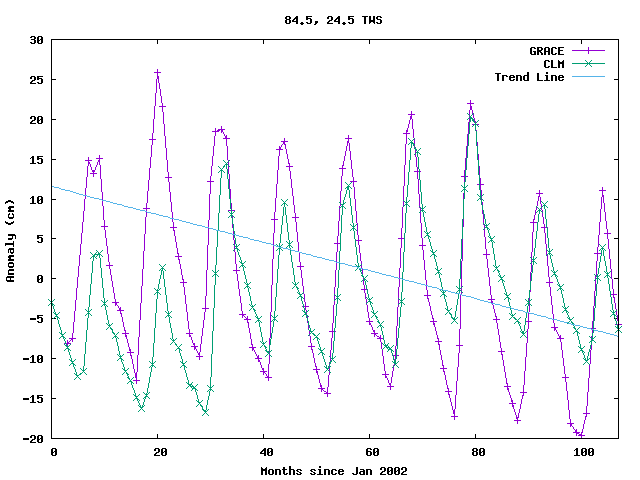 84.5, 24.5 TWS
GRACE
CLM
Trend Line
30
25
20
15
10
5
0
-5
-10
-15
-20
Anomaly (cm)
0 20 40 60 80 100
Months since Jan 2002